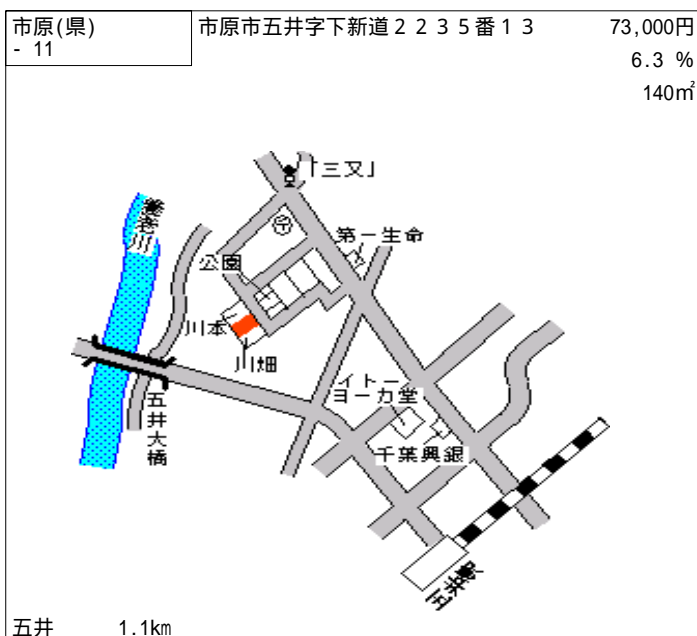 市原(県)
- 11
市原市五井字下新道２２３５番１３
73,000円
6.3 %
140㎡
「三又」
養老川
第一生命
公園
川本
川畑
イトー
ヨーカ堂
五井大橋
千葉興銀
五井駅
五井 1.1km